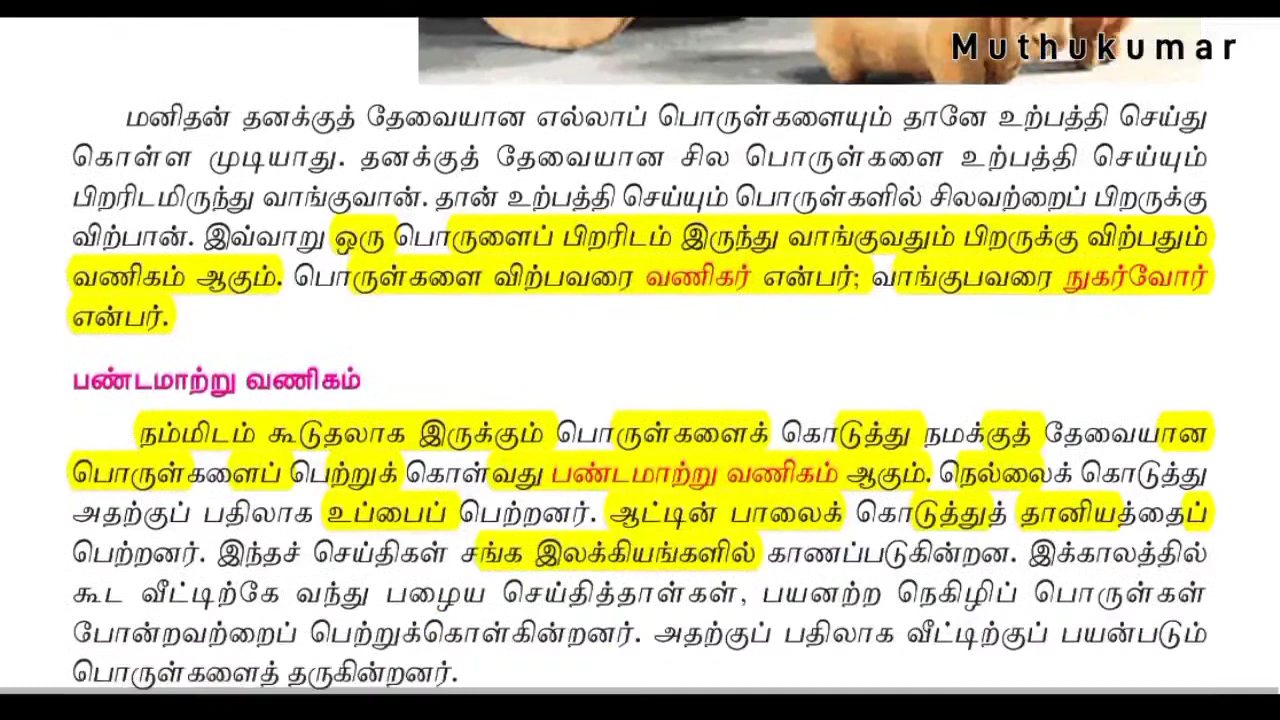 Muthukumar
மனிதன் தனக்குத் தேவையான எல்லாப் பொருள்களையும் தானே உற்பத்தி செய்து
கொள்ள முடியாது. தனக்குத் தேவையான சில பொருள்களை உற்பத்தி செய்யும்
பிறரிடமிருந்து வாங்குவான். தான் உற்பத்தி செய்யும் பொருள்களில் சிலவற்றைப் பிறருக்கு
விற்பான். இவ்வாறு ஒரு பொருளைப் பிறரிடம் இருந்து வாங்குவதும் பிறருக்கு விற்பதும்
வணிகம் ஆகும். பொருள்களை விற்பவரை வணிகர் என்பர்; வாங்குபவரை நுகர்வோர்
என்பர்.
பண்டமாற்று வணிகம்
நம்மிடம் கூடுதலாக இருக்கும் பொருள்களைக் கொடுத்து நமக்குத் தேவையான
பொருள்களைப் பெற்றுக் கொள்வது பண்டமாற்று வணிகம் ஆகும். நெல்லைக் கொடுத்து
அதற்குப் பதிலாக உப்பைப் பெற்றனர். ஆட்டின் பாலைக் கொடுத்துத் தானியத்தைப்
பெற்றனர். இந்தச் செய்திகள் சங்க இலக்கியங்களில் காணப்படுகின்றன. இக்காலத்தில்
கூட வீட்டிற்கே வந்து பழைய செய்தித்தாள்கள், பயனற்ற நெகிழிப் பொருள்கள்
போன்றவற்றைப் பெற்றுக்கொள்கின்றனர். அதற்குப் பதிலாக வீட்டிற்குப் பயன்படும்
பொருள்களைத் தருகின்றனர்.